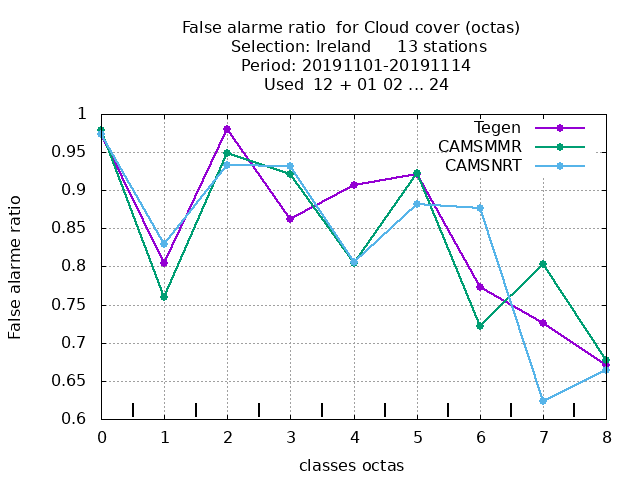 False alarme ratio  for Cloud cover (octas)
Selection: Ireland     13 stations
Period: 20191101-20191114
Used  12 + 01 02 ... 24
Tegen
CAMSMMR
CAMSNRT
1
0.95
0.9
0.85
0.8
0.75
0.7
0.65
0.6
False alarme ratio
0 1 2 3 4 5 6 7 8
classes octas